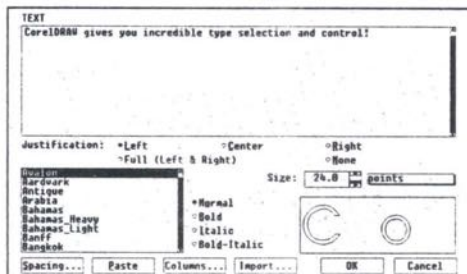 TEXT
CorelDRAW gives you incredible type selection and control!
Justification: Left Center Right
Full (Left & Right) None
Avalon
Aardvark
Antique
Arabia
Bahamas
Bahamas_Heavy
Bahamas_Light
Banff
Bangkok
Normal
Bold
Italic
Bold-Italic
Size: 24.0 points
Co
Spacing... Paste Columns... Import... OK Cancel